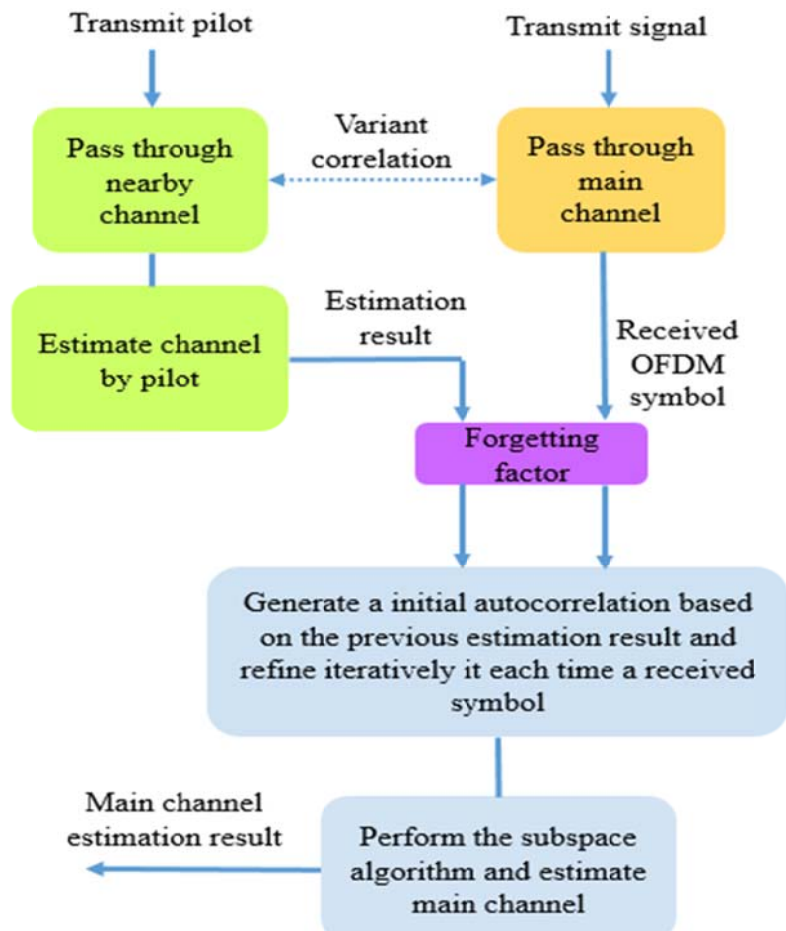 Transmit pilot
Transmit signal
Pass through
nearby
channel
Variant
correlation
Pass through
main
channel
Estimate channel
by pilot
Estimation
result
Received
OFDM
symbol
Forgetting
factor
Generate a initial autocorrelation based
on the previous estimation result and
refine iteratively it each time a received
symbol
Main channel
estimation result
Perform the subspace
algorithm and estimate
main channel